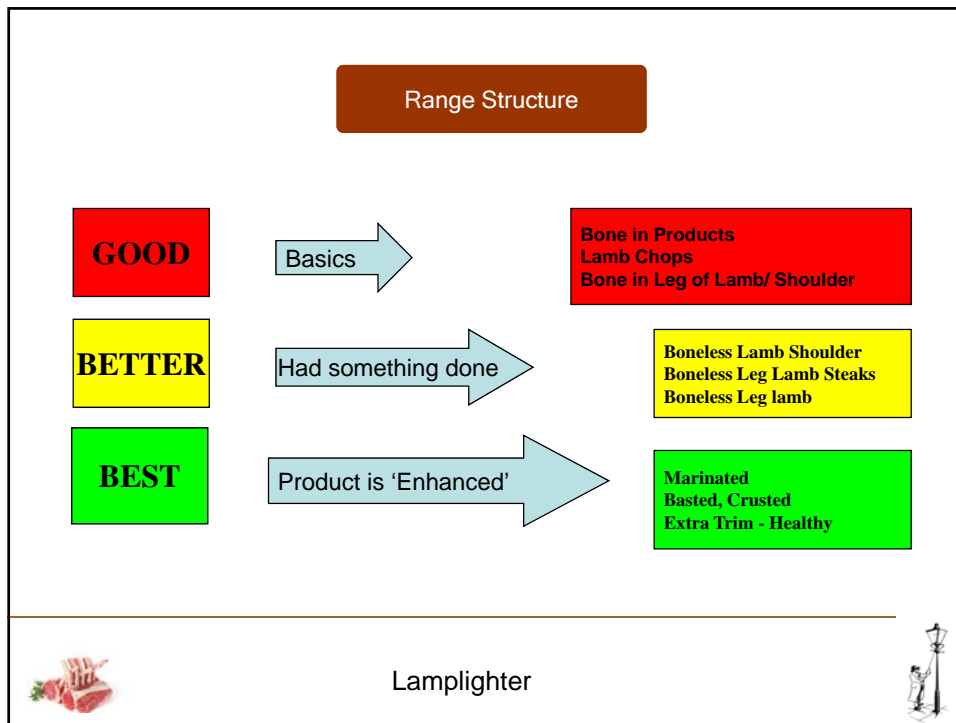 Range Structure
GOOD
Basics
Bone in Products
Lamb Chops
Bone in Leg of Lamb/ Shoulder
BETTER
Had something done
Boneless Lamb Shoulder
Boneless Leg Lamb Steaks
Boneless Leg lamb
BEST
Product is ‘Enhanced’
Marinated
Basted, Crusted
Extra Trim - Healthy
Lamplighter